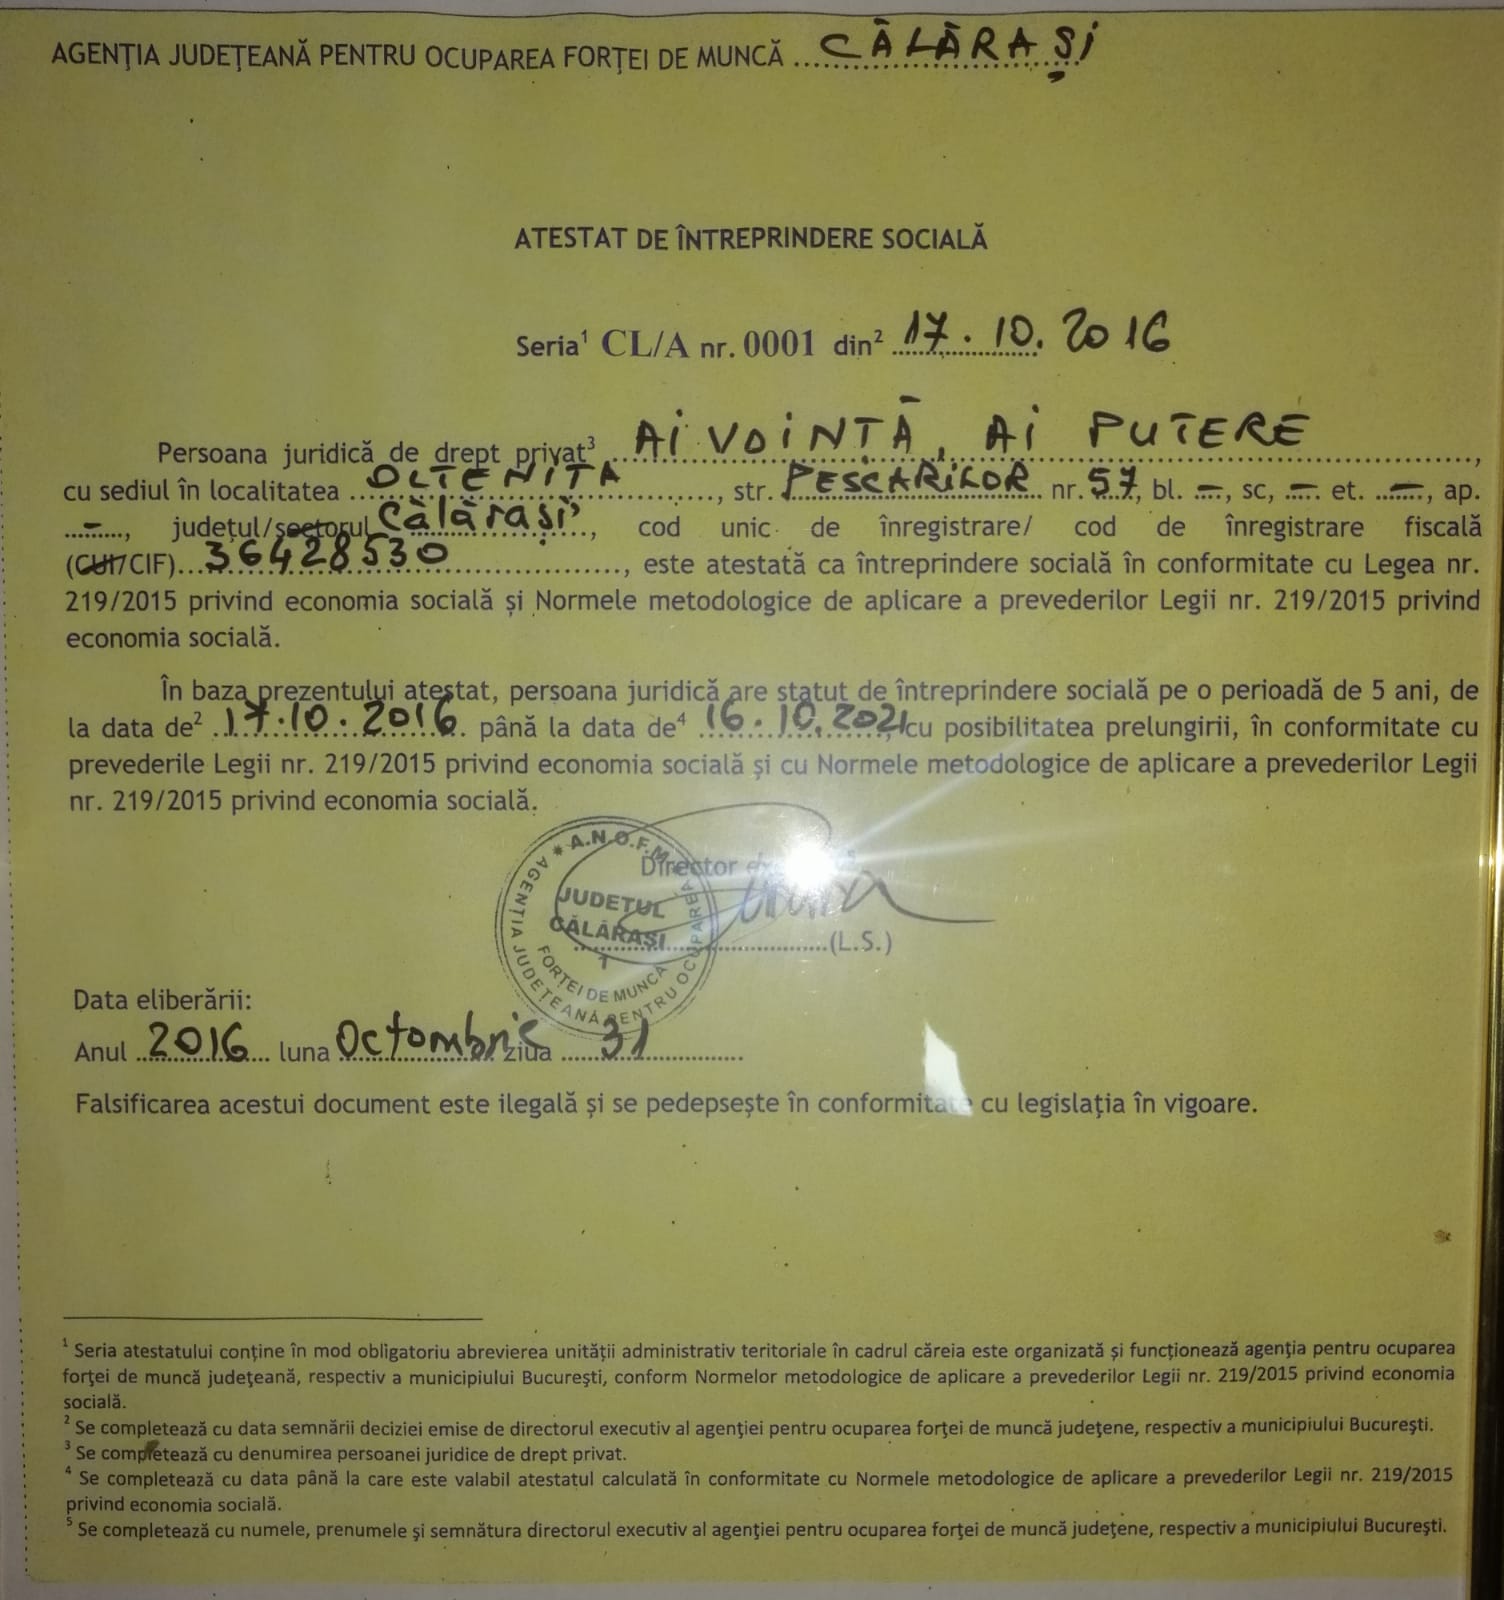 AGENŢIA JUDEŢEANĂ PENTRU OCUPAREA FORŢEI DE MUNCĂ ... CĂLĂRAŞI
ATESTAT DE ÎNTREPRINDERE SOCIALĂ
Seria¹ CL/A nr. 0001 din² 17.10.2016
Persoana juridică de drept privat³ AI VOINŢĂ, AI PUTERE,
cu sediul în localitatea OLTENIŢA, str. PESCARILOR nr. 57, bl. —, sc, —. et. —, ap.
—, judeţul/sectorul Călăraşi, cod unic de înregistrare/ cod de înregistrare fiscală
(CUI/CIF)...36428530..., este atestată ca întreprindere socială în conformitate cu Legea nr.
219/2015 privind economia socială şi Normele metodologice de aplicare a prevederilor Legii nr. 219/2015 privind
economia socială.
În baza prezentului atestat, persoana juridică are statut de întreprindere socială pe o perioadă de 5 ani, de
la data de² 17.10.2016. până la data de⁴ 16.10.2021 cu posibilitatea prelungirii, în conformitate cu
prevederile Legii nr. 219/2015 privind economia socială şi cu Normele metodologice de aplicare a prevederilor Legii
nr. 219/2015 privind economia socială.
Director
(L.S.)
* A.N.O.F.M.
AGENŢIA JUDEŢEANĂ PENTRU OCUPAREA
FORŢEI DE MUNCĂ
JUDEŢUL
CĂLĂRAŞI
1
Data eliberării:
Anul 2016 luna Octombrie ziua 31
Falsificarea acestui document este ilegală şi se pedepseşte în conformitate cu legislaţia în vigoare.
¹ Seria atestatului conţine în mod obligatoriu abrevierea unităţii administrativ teritoriale în cadrul căreia este organizată şi funcţionează agenţia pentru ocuparea
forţei de muncă judeţeană, respectiv a municipiului Bucureşti, conform Normelor metodologice de aplicare a prevederilor Legii nr. 219/2015 privind economia
socială.
² Se completează cu data semnării deciziei emise de directorul executiv al agenţiei pentru ocuparea forţei de muncă judeţene, respectiv a municipiului Bucureşti.
³ Se completează cu denumirea persoanei juridice de drept privat.
⁴ Se completează cu data până la care este valabil atestatul calculată în conformitate cu Normele metodologice de aplicare a prevederilor Legii nr. 219/2015
privind economia socială.
⁵ Se completează cu numele, prenumele şi semnătura directorul executiv al agenţiei pentru ocuparea forţei de muncă judeţene, respectiv a municipiului Bucureşti.